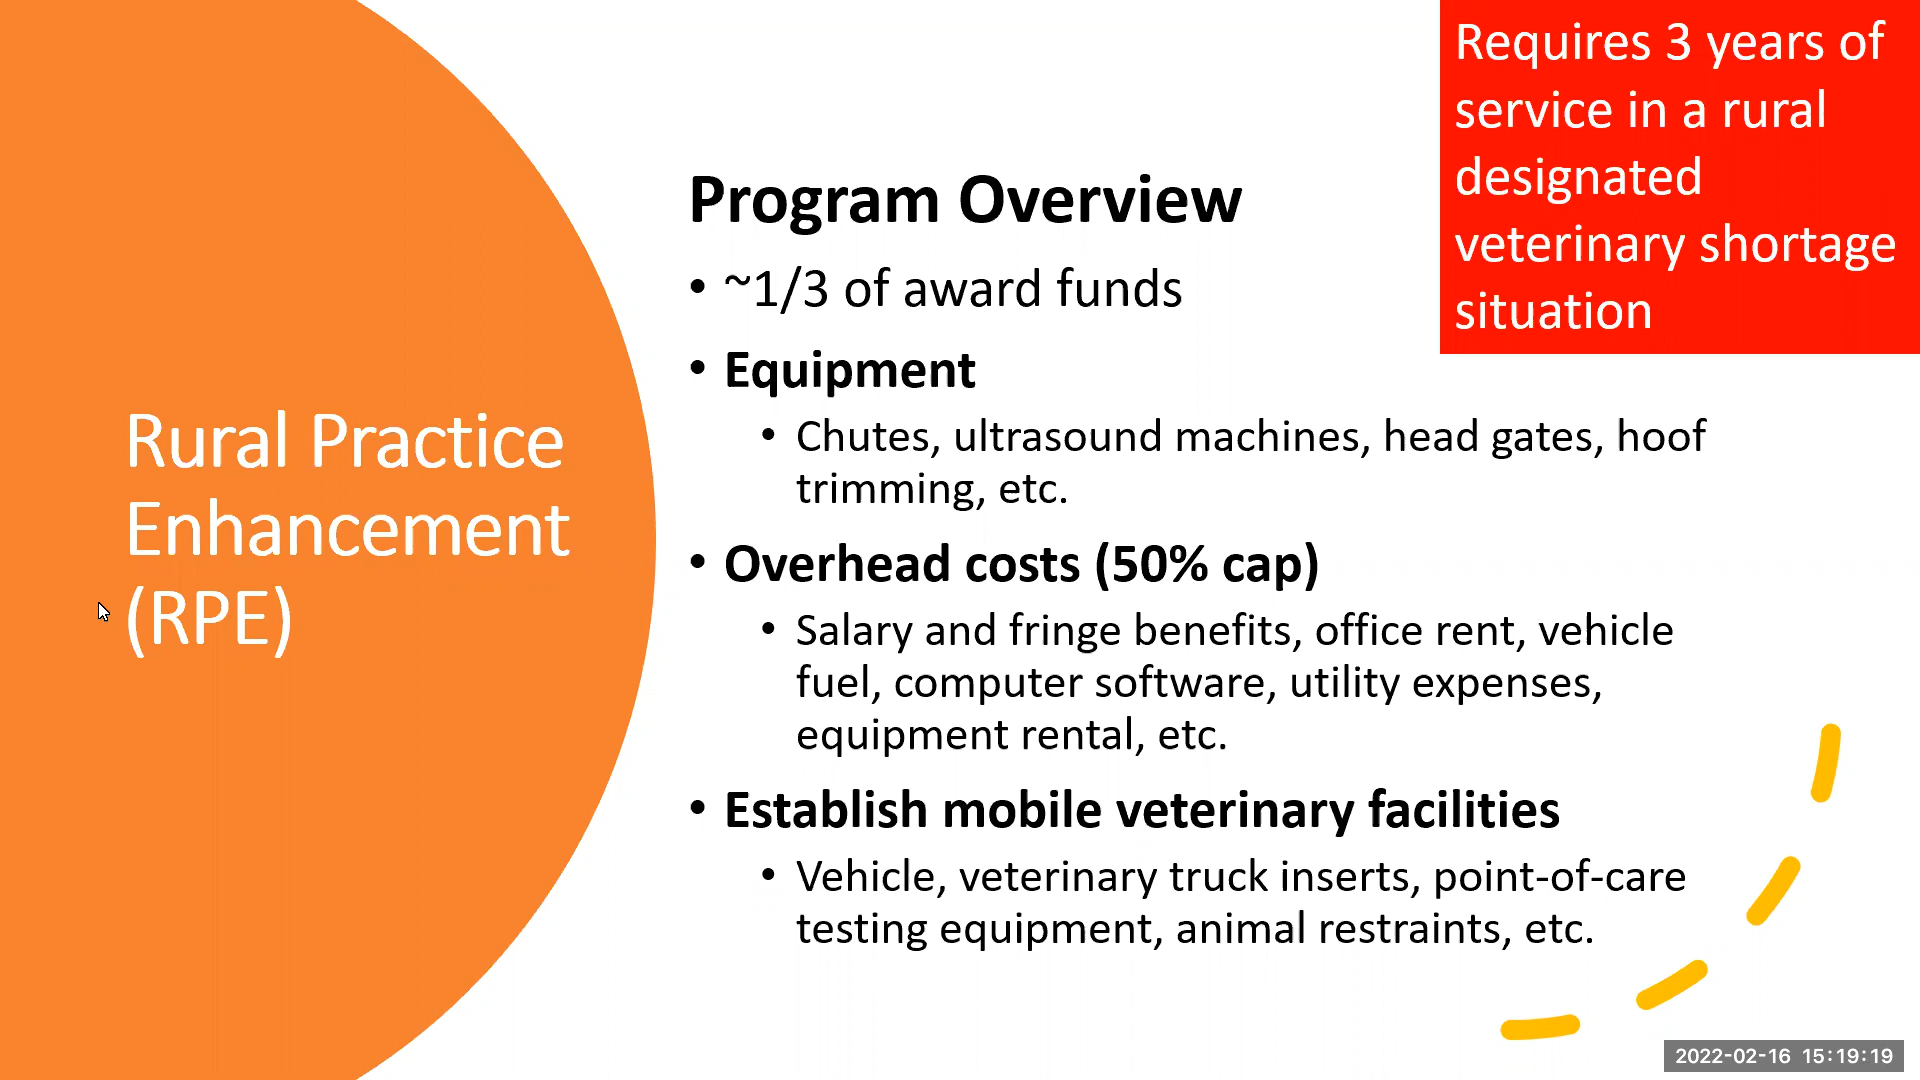 Rural Practice
Enhancement
(RPE)
Program Overview
• ~1/3 of award funds
• Equipment
• Chutes, ultrasound machines, head gates, hoof
trimming, etc.
• Overhead costs (50% cap)
• Salary and fringe benefits, office rent, vehicle
fuel, computer software, utility expenses,
equipment rental, etc.
• Establish mobile veterinary facilities
• Vehicle, veterinary truck inserts, point-of-care
testing equipment, animal restraints, etc.
Requires 3 years of
service in a rural
designated
veterinary shortage
situation
2022-02-16 15:19:19